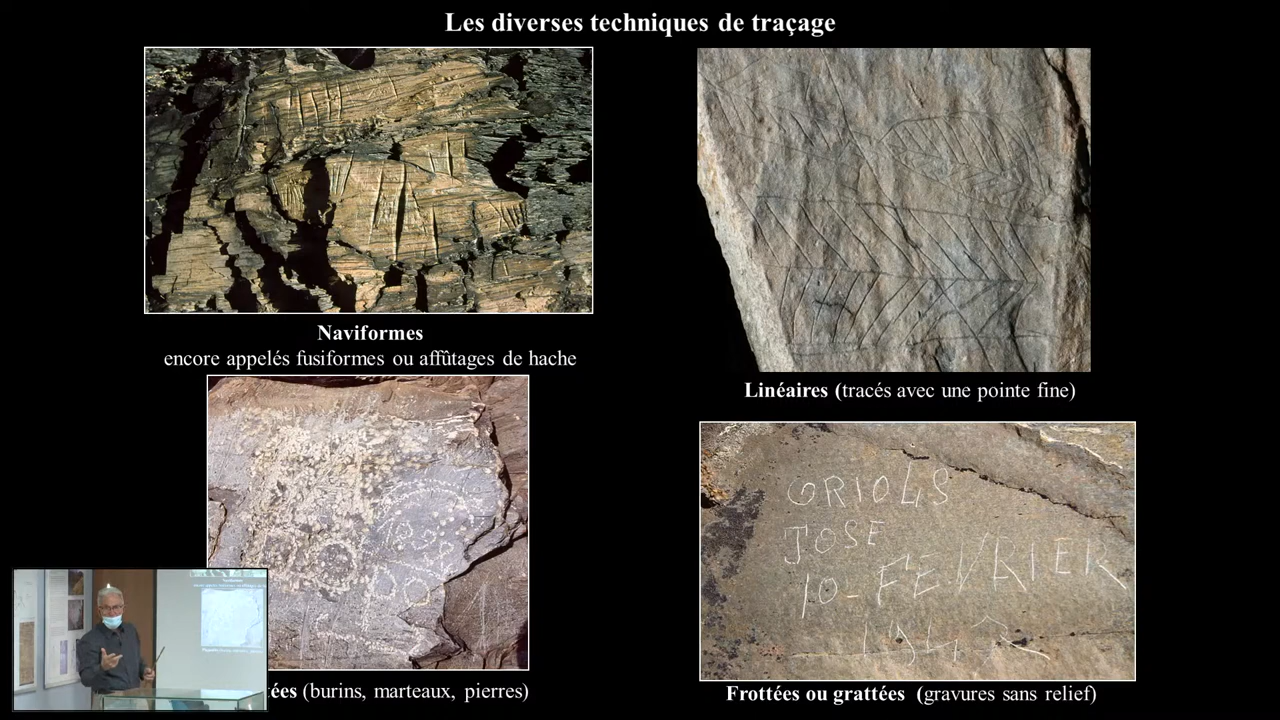 Les diverses techniques de traçage
Naviformes
encore appelés fusiformes ou affûtages de hache
Linéaires (tracés avec une pointe fine)
ORIOLS
JOSE
10-FEVRIER
ées (burins, marteaux, pierres)
Frottées ou grattées (gravures sans relief)